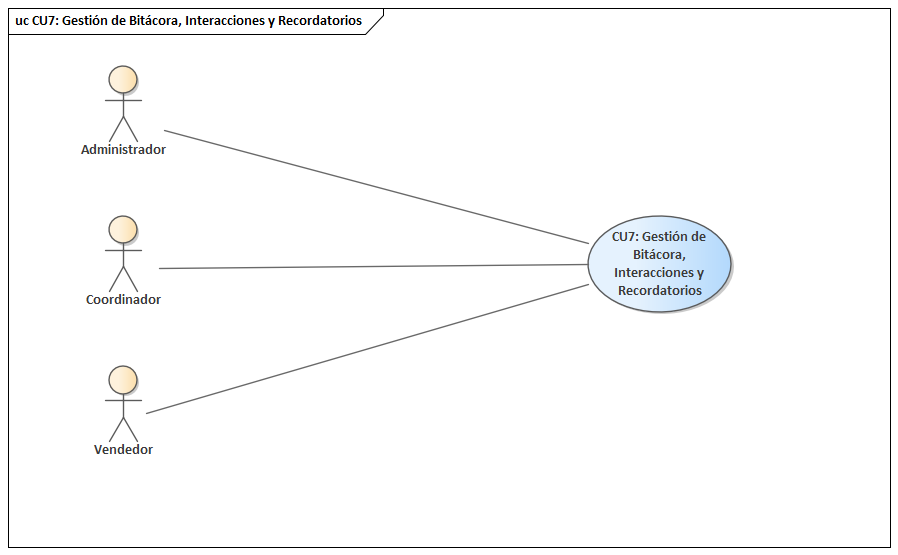 uc CU7: Gestión de Bitácora, Interacciones y Recordatorios
Administrador
Coordinador
Vendedor
CU7: Gestión de
Bitácora,
Interacciones y
Recordatorios